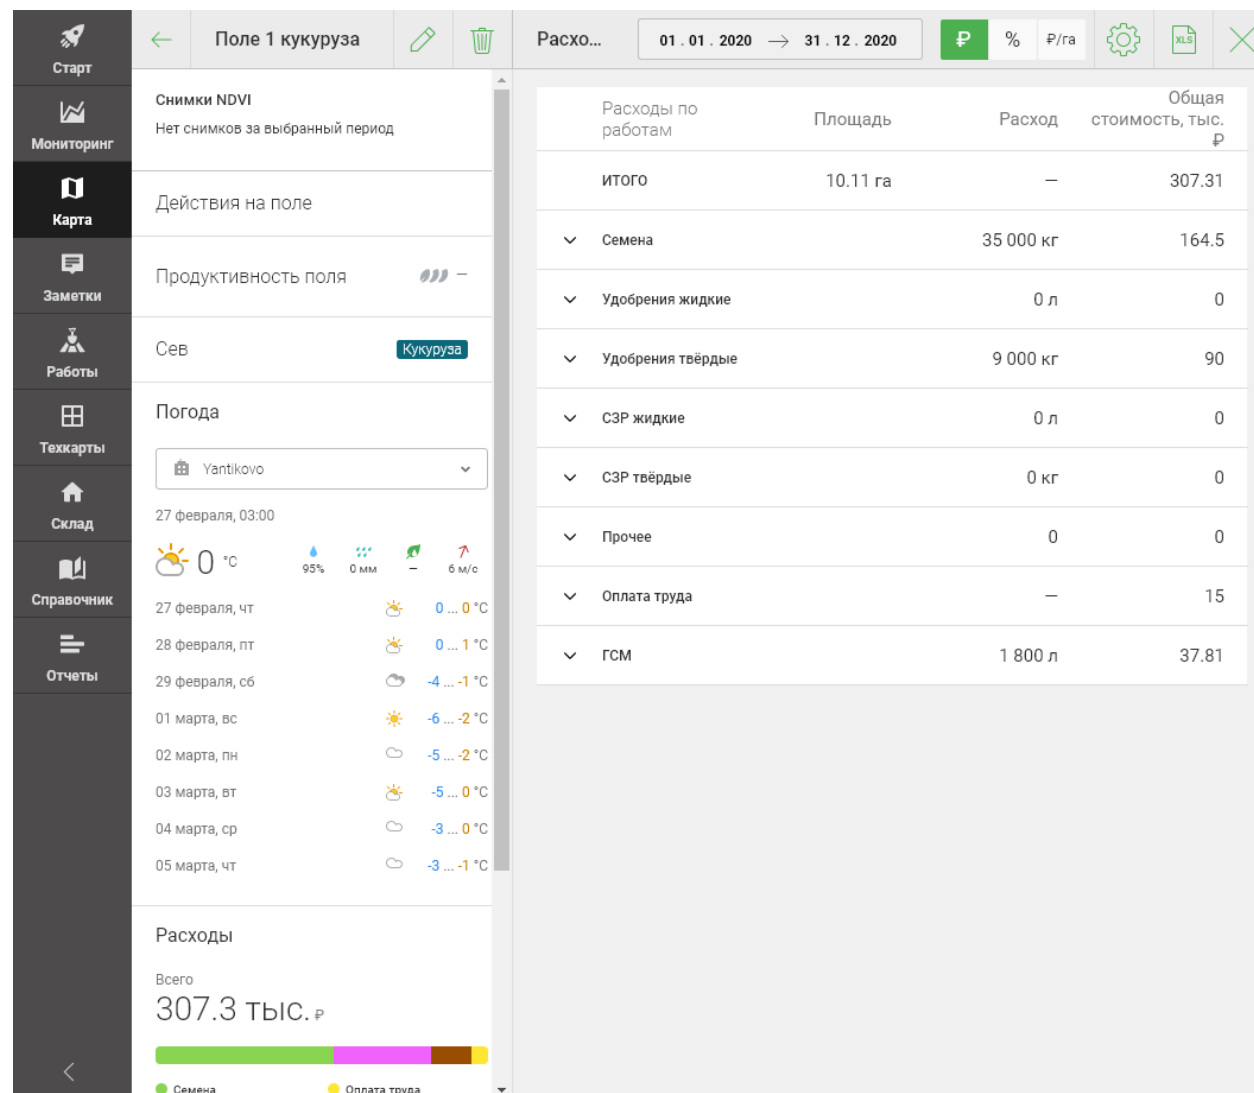 Старт
Мониторинг
Карта
Заметки
Работы
Техкарты
Склад
Справочник
Отчеты
Поле 1 кукуруза
Снимки NDVI
Нет снимков за выбранный период
Действия на поле
Продуктивность поля –
Сев Кукуруза
Погода
Yantikovo
27 февраля, 03:00
0 °C 95% 0 мм – 6 м/с
27 февраля, чт 0 ... 0 °C
28 февраля, пт 0 ... 1 °C
29 февраля, сб -4 ... -1 °C
01 марта, вс -6 ... -2 °C
02 марта, пн -5 ... -2 °C
03 марта, вт -5 ... 0 °C
04 марта, ср -3 ... 0 °C
05 марта, чт -3 ... -1 °C
Расходы
Всего
307.3 тыс. ₽
Семена Оплата труда
Расхо... 01 . 01 . 2020 → 31 . 12 . 2020 ₽ % ₽/га XLS
Расходы по работам Площадь Расход Общая стоимость, тыс. ₽
ИТОГО 10.11 га – 307.31
Семена 35 000 кг 164.5
Удобрения жидкие 0 л 0
Удобрения твёрдые 9 000 кг 90
СЗР жидкие 0 л 0
СЗР твёрдые 0 кг 0
Прочее 0 0
Оплата труда – 15
ГСМ 1 800 л 37.81